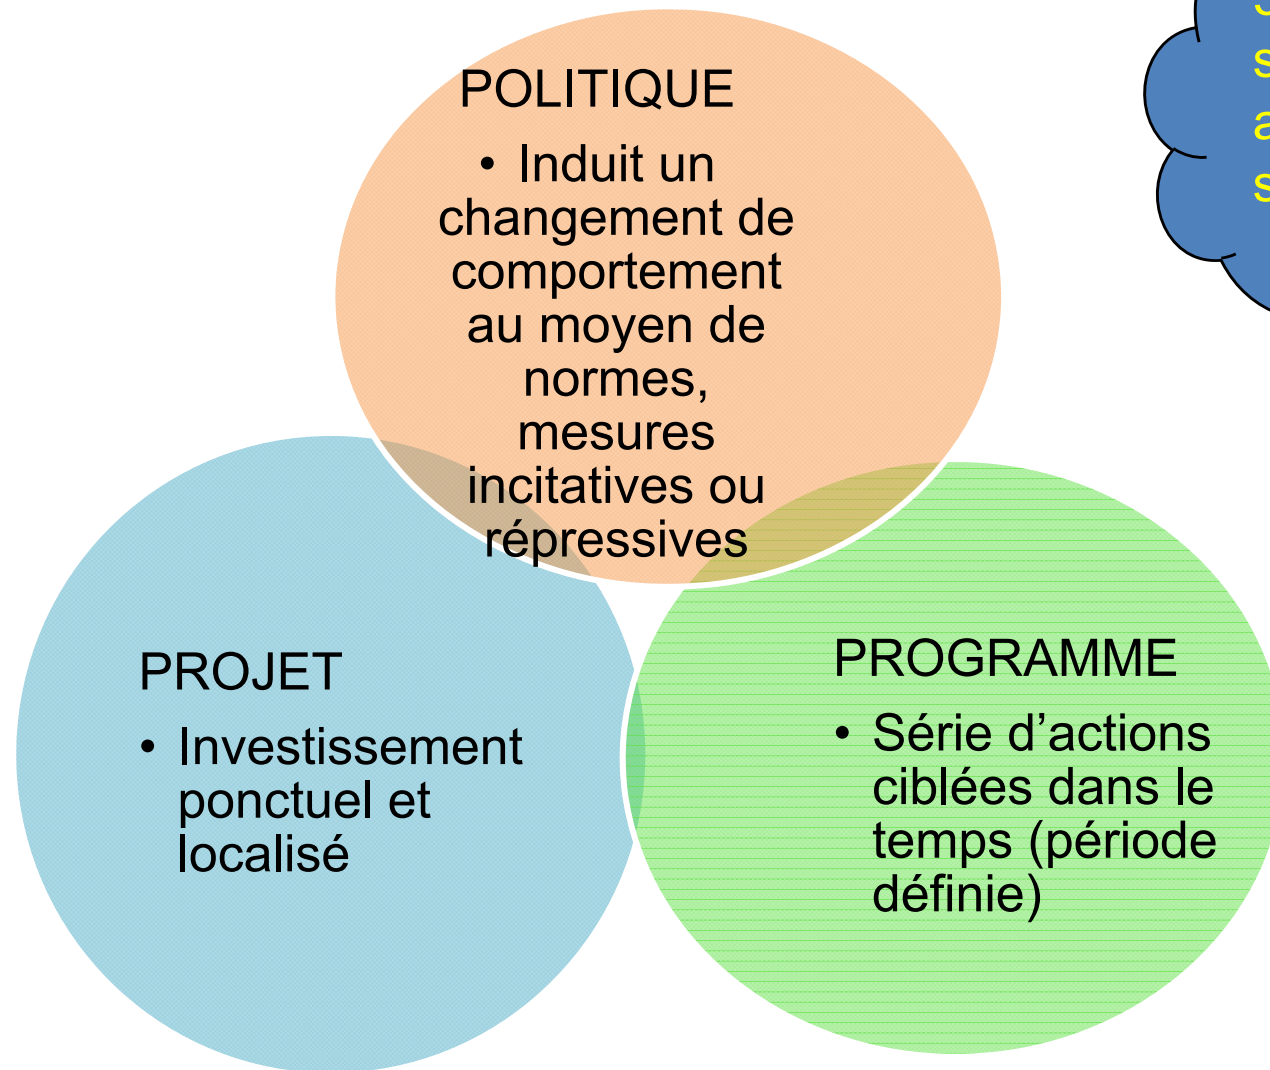 POLITIQUE
• Induit un
changement de
comportement
au moyen de
normes,
mesures
incitatives ou
répressives
PROJET
• Investissement
ponctuel et
localisé
PROGRAMME
• Série d’actions
ciblées dans le
temps (période
définie)